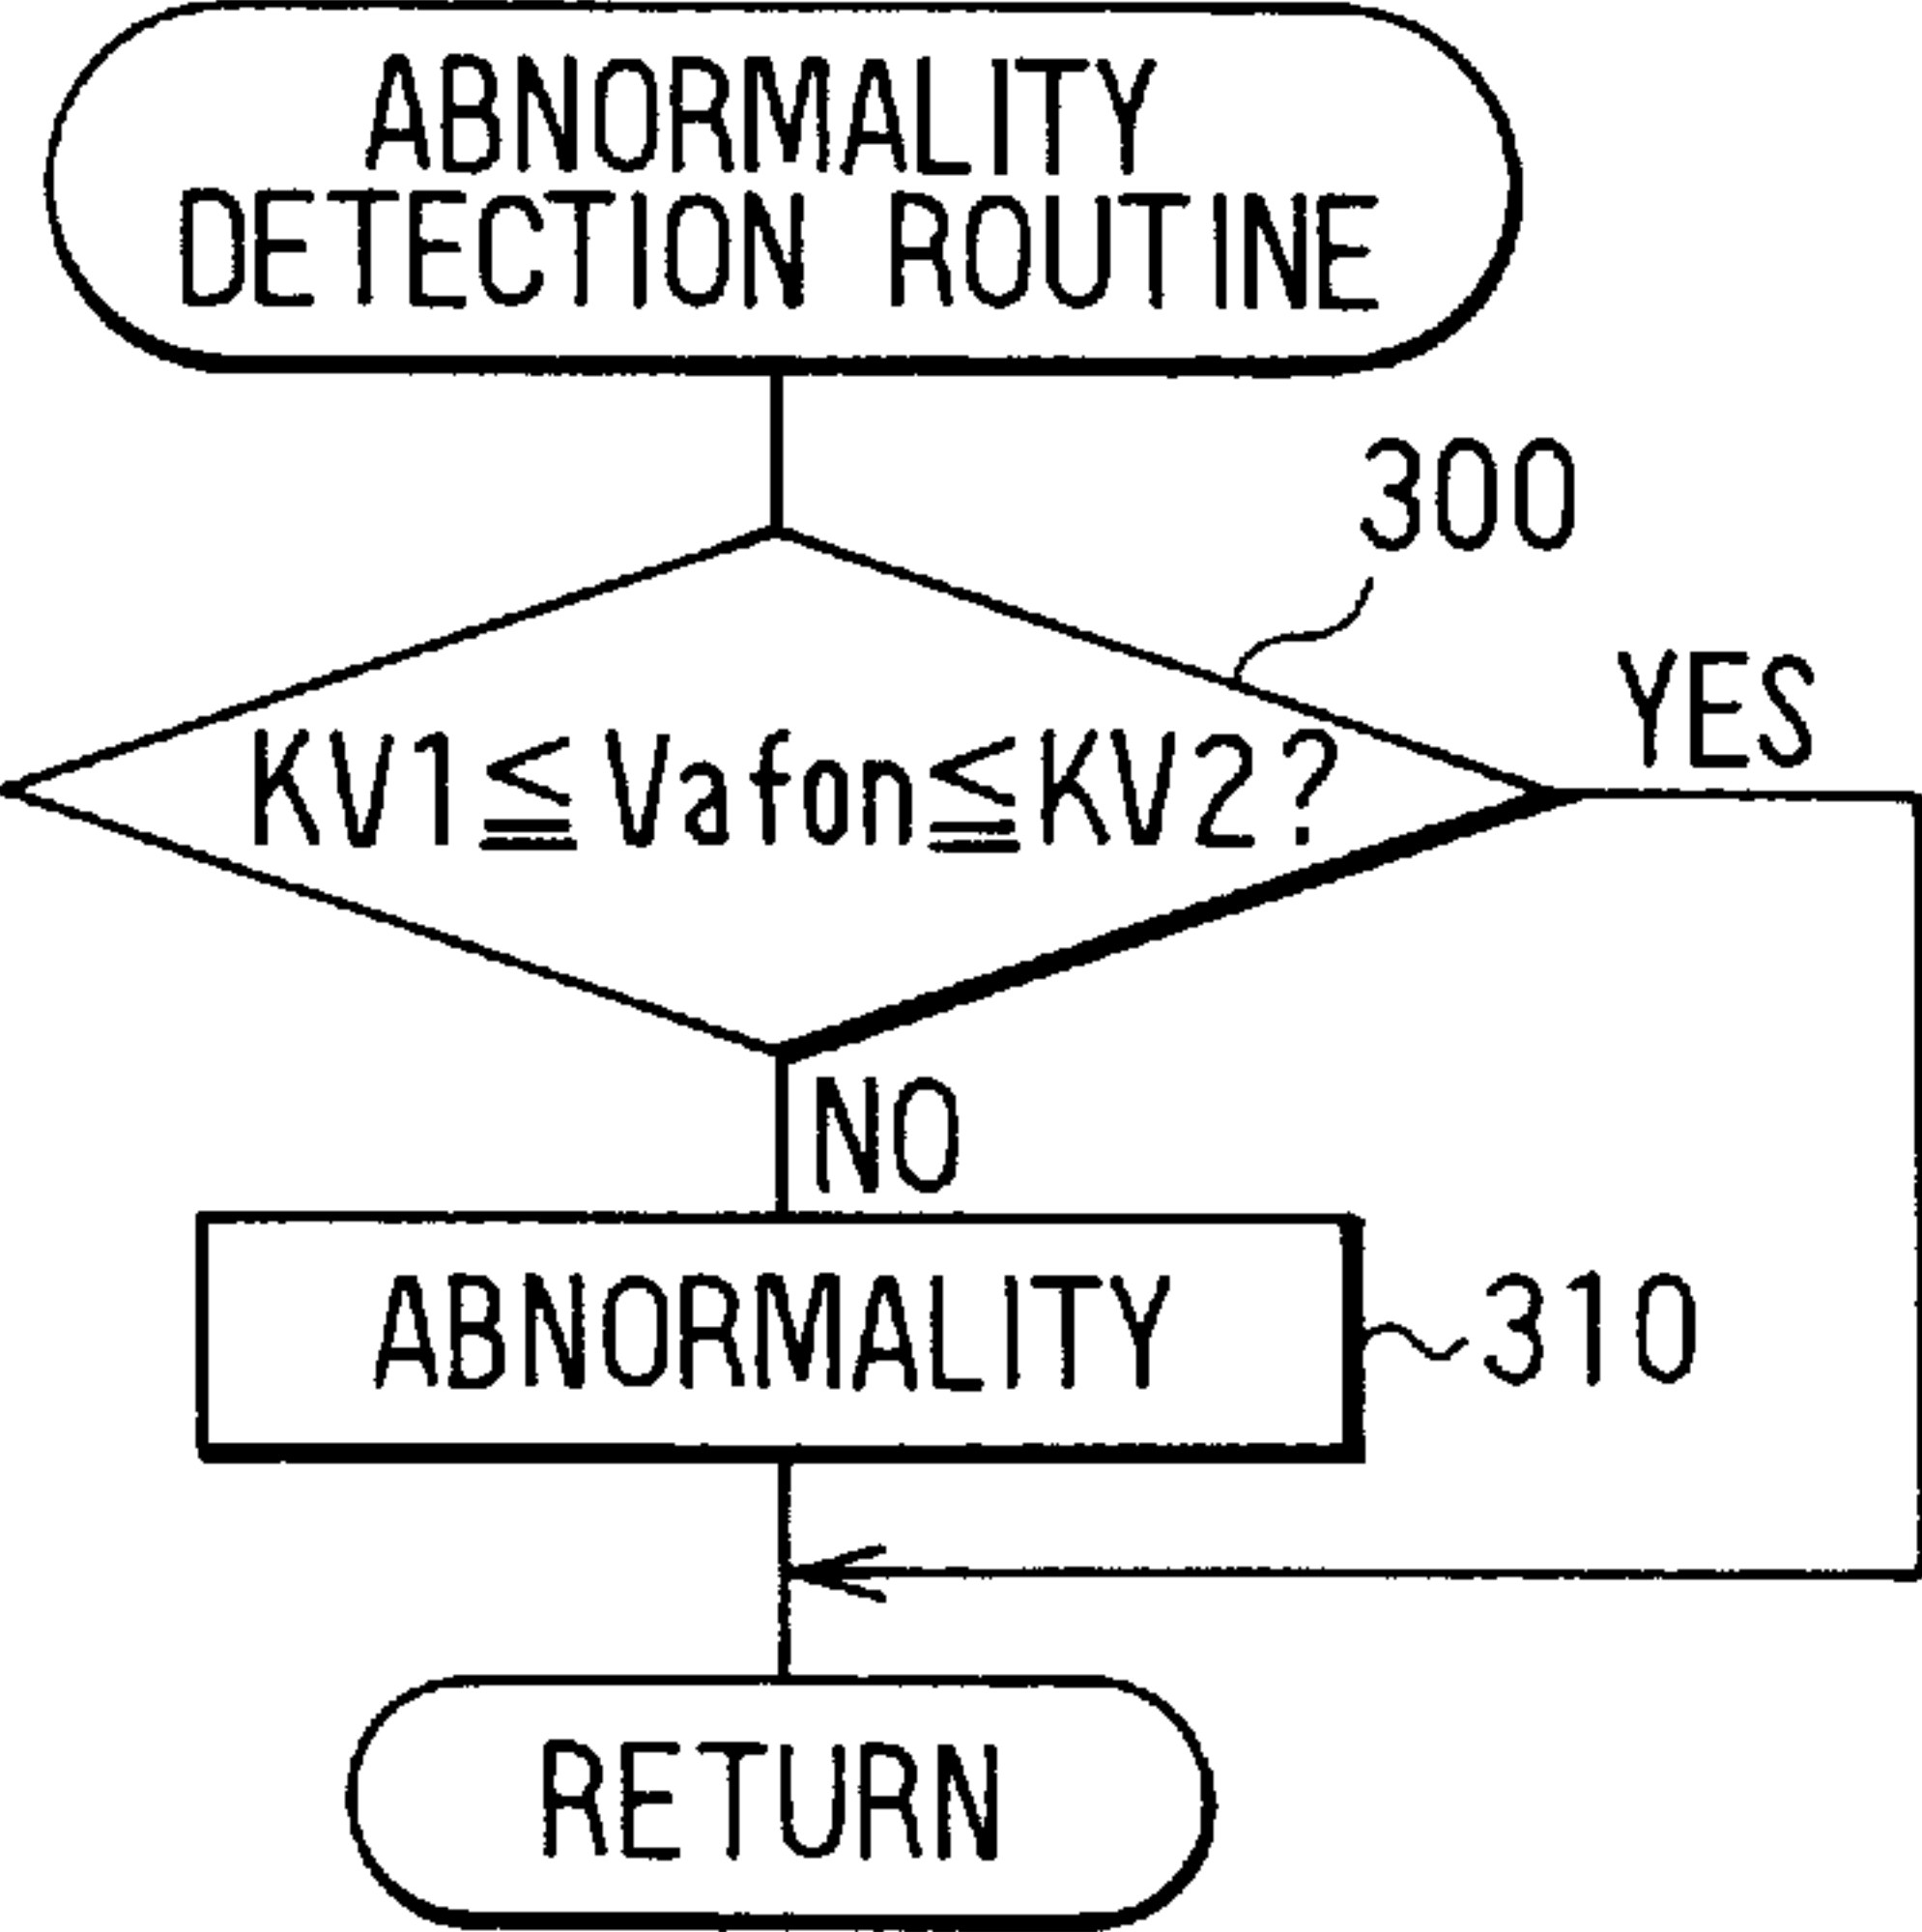 ABNORMALITY
DETECTION ROUTINE
300
YES
KV1≦Vafon≦KV2?
NO
ABNORMALITY
310
RETURN